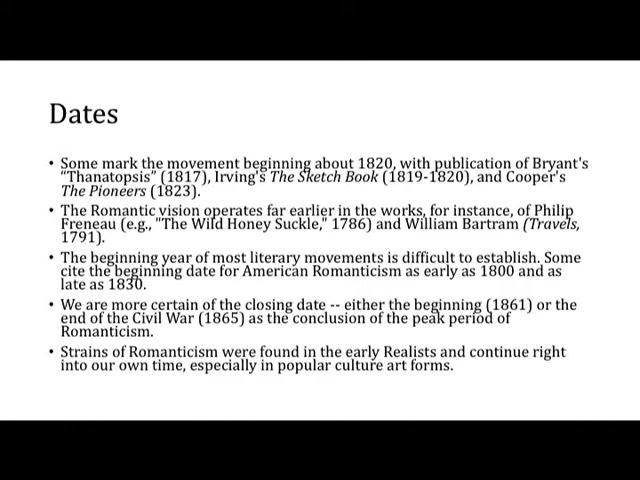 Dates
• Some mark the movement beginning about 1820, with publication of Bryant's
“Thanatopsis” (1817), Irving's The Sketch Book (1819-1820), and Cooper's
The Pioneers (1823).
• The Romantic vision operates far earlier in the works, for instance, of Philip
Freneau (e.g., "The Wild Honey Suckle," 1786) and William Bartram (Travels,
1791).
• The beginning year of most literary movements is difficult to establish. Some
cite the beginning date for American Romanticism as early as 1800 and as
late as 1830.
• We are more certain of the closing date -- either the beginning (1861) or the
end of the Civil War (1865) as the conclusion of the peak period of
Romanticism.
• Strains of Romanticism were found in the early Realists and continue right
into our own time, especially in popular culture art forms.